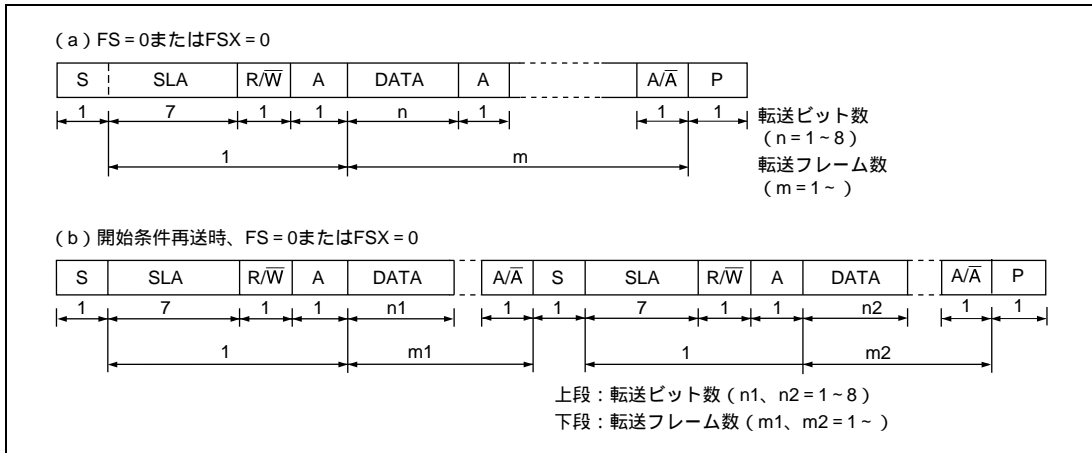 (a) FS = 0またはFSX = 0
S SLA R/W̅ A DATA A A/A̅ P
1 7 1 1 n 1 1 1 転送ビット数
(n = 1 ~ 8)
1 m 転送フレーム数
(m = 1 ~ )
(b) 開始条件再送時、FS = 0またはFSX = 0
S SLA R/W̅ A DATA A/A̅ S SLA R/W̅ A DATA A/A̅ P
1 7 1 1 n1 1 1 7 1 1 n2 1 1
1 m1 1 m2
上段：転送ビット数 (n1、n2 = 1 ~ 8)
下段：転送フレーム数 (m1、m2 = 1 ~ )